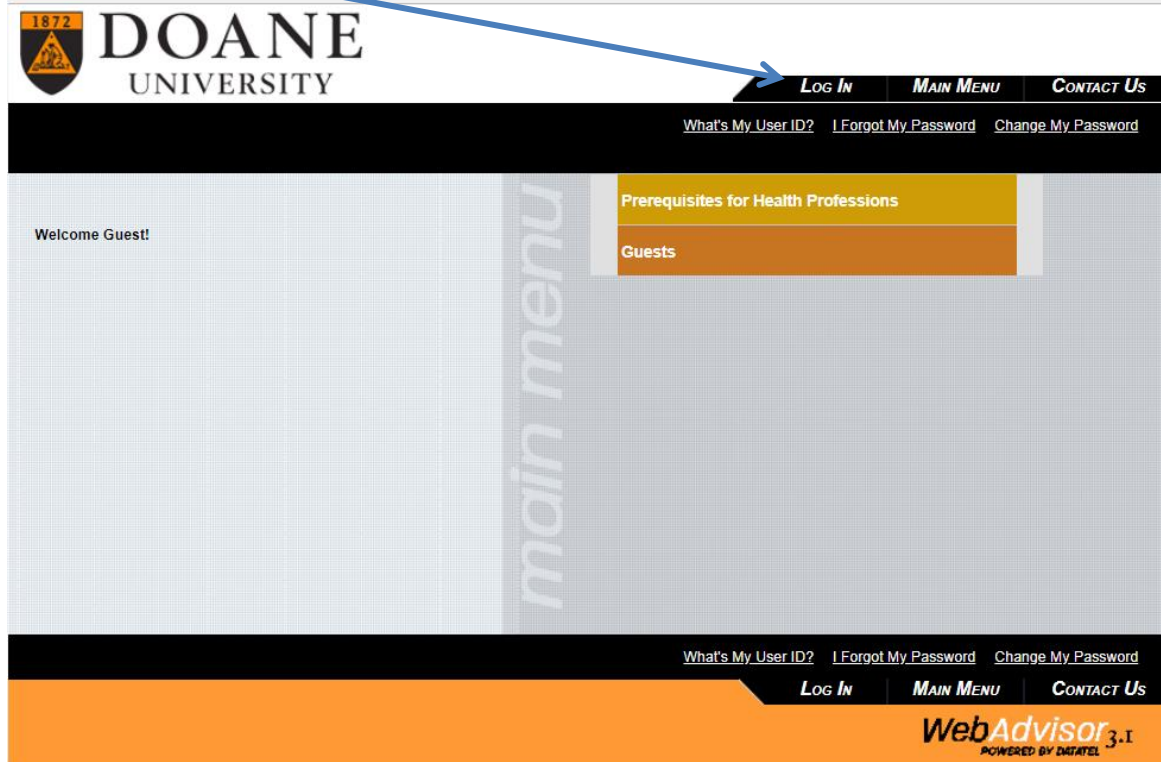 1872
DOANE
UNIVERSITY
LOG IN MAIN MENU CONTACT US
What's My User ID? I Forgot My Password Change My Password
Prerequisites for Health Professions
Welcome Guest!
Guests
main menu
What's My User ID? I Forgot My Password Change My Password
LOG IN MAIN MENU CONTACT US
WebAdvisor 3.1
POWERED BY DATATEL